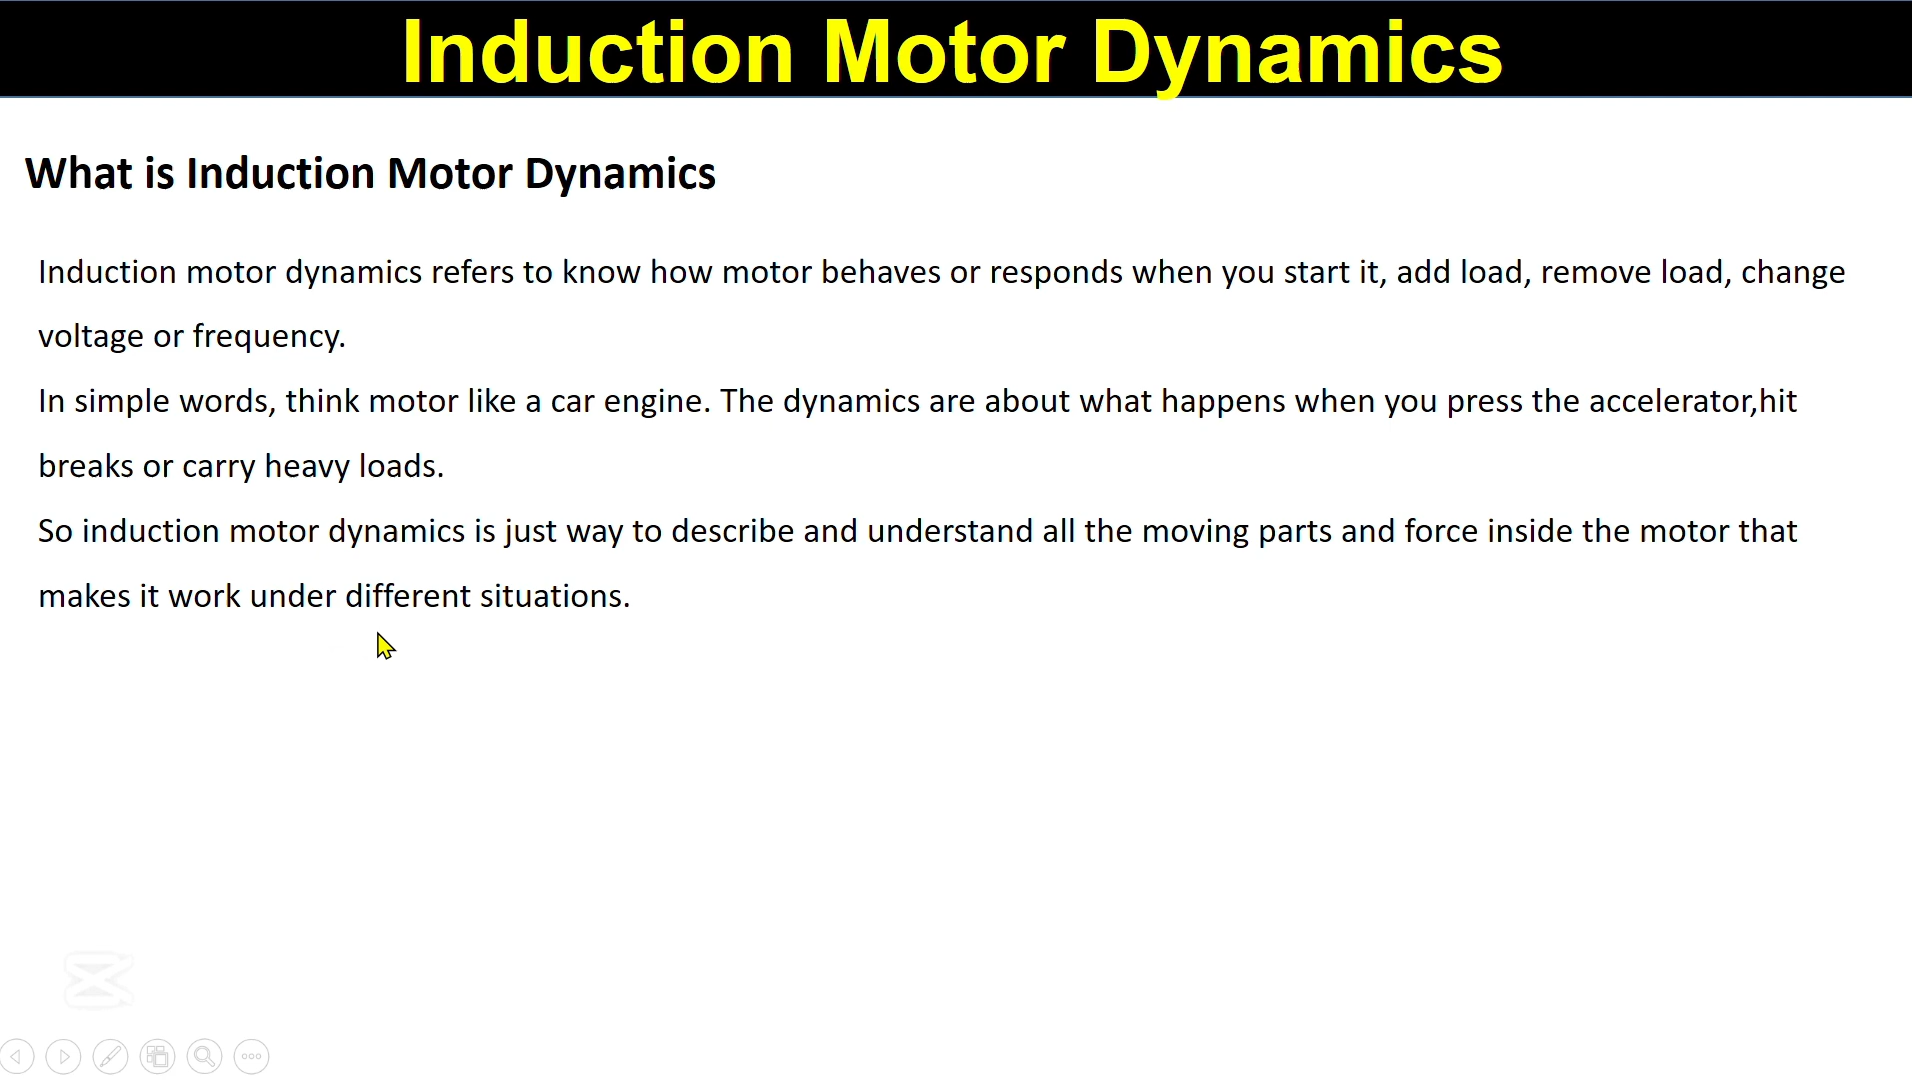 Induction Motor Dynamics
What is Induction Motor Dynamics
Induction motor dynamics refers to know how motor behaves or responds when you start it, add load, remove load, change
voltage or frequency.
In simple words, think motor like a car engine. The dynamics are about what happens when you press the accelerator,hit
breaks or carry heavy loads.
So induction motor dynamics is just way to describe and understand all the moving parts and force inside the motor that
makes it work under different situations.